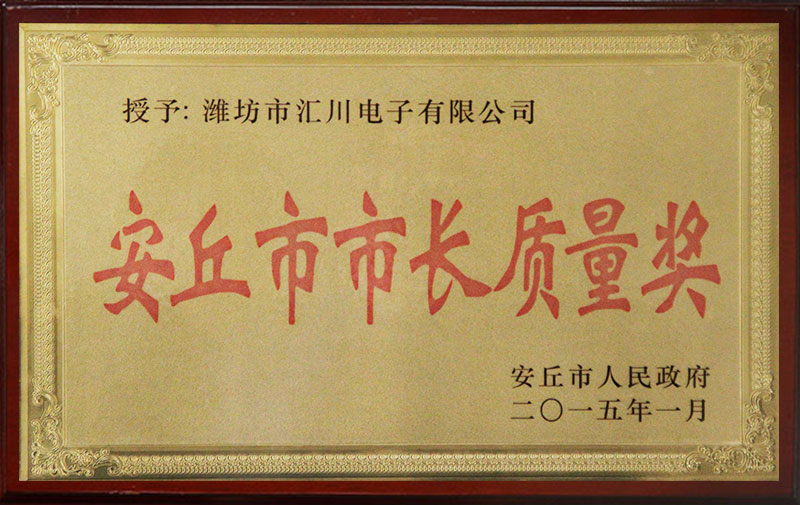 授予: 潍坊市汇川电子有限公司
安丘市市长质量奖
安丘市人民政府
二〇一五年一月